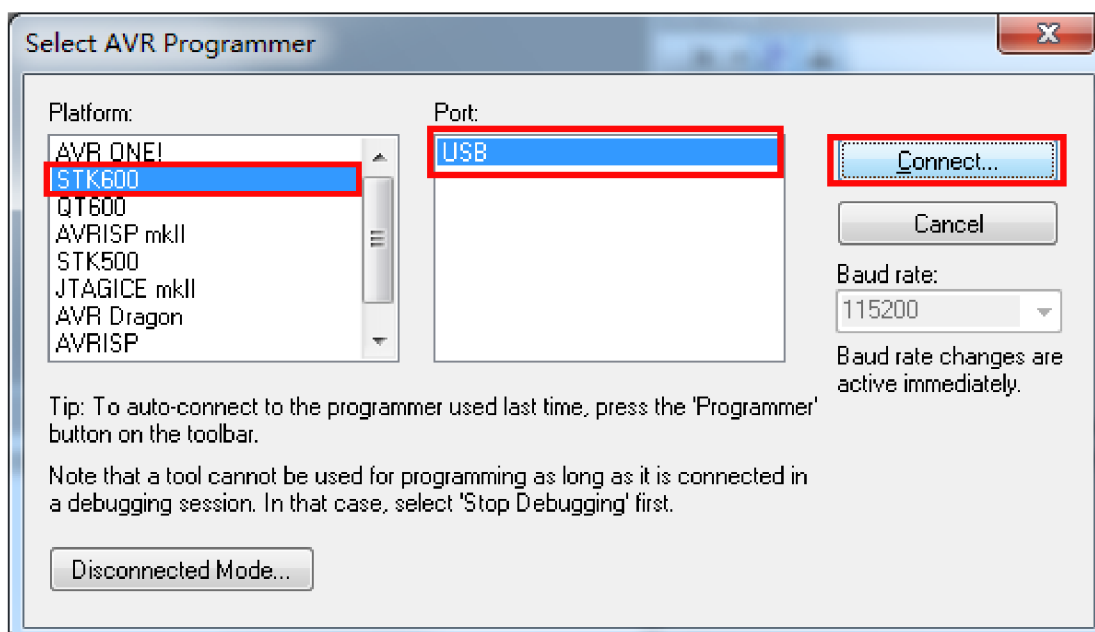 Select AVR Programmer
Platform:
Port:
AVR ONE!
STK600
QT600
AVRISP mkII
STK500
JTAGICE mkII
AVR Dragon
AVRISP
USB
Connect...
Cancel
Baud rate:
115200
Baud rate changes are
active immediately.
Tip: To auto-connect to the programmer used last time, press the 'Programmer'
button on the toolbar.
Note that a tool cannot be used for programming as long as it is connected in
a debugging session. In that case, select 'Stop Debugging' first.
Disconnected Mode...